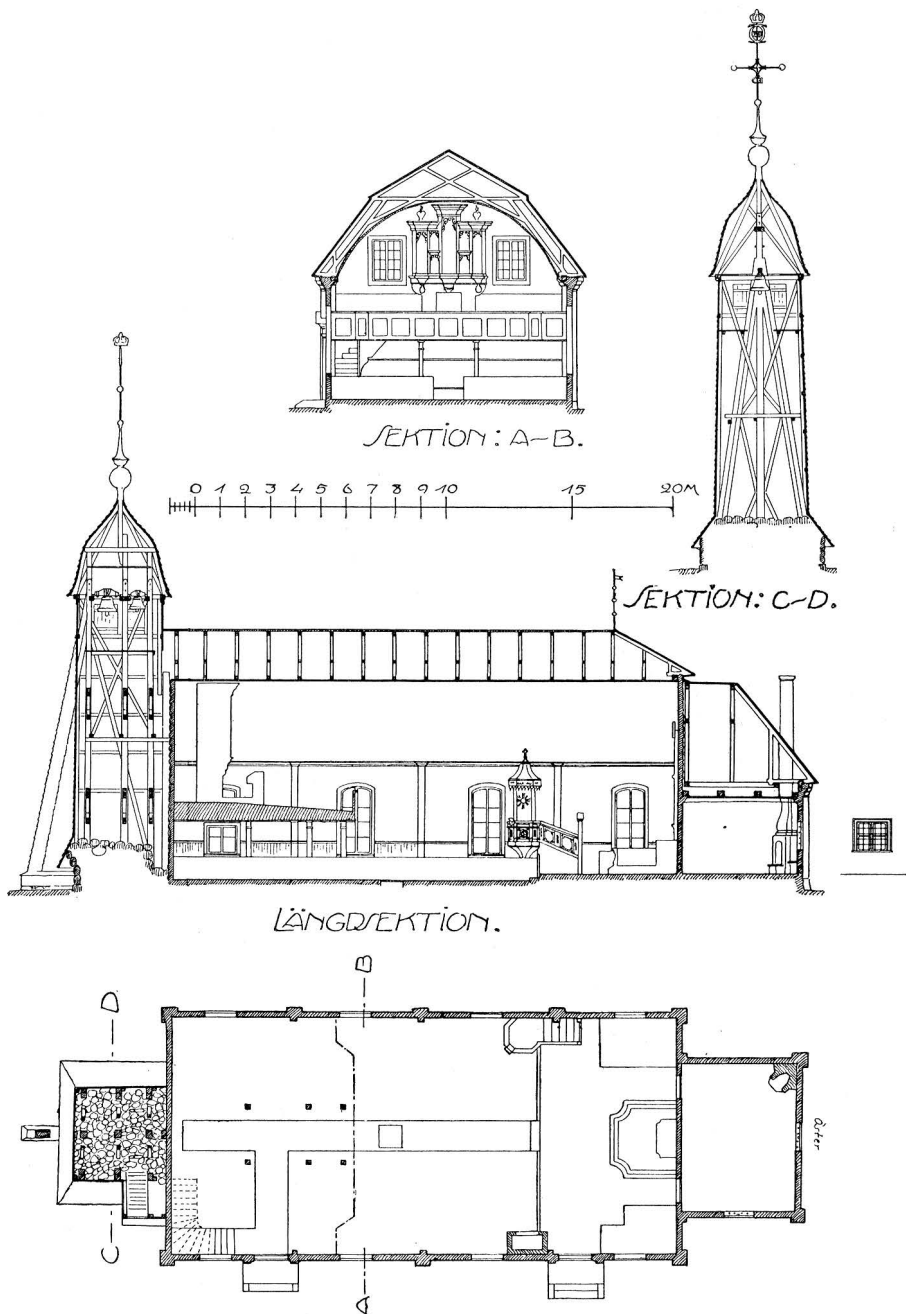 SEKTION: A–B.
0 1 2 3 4 5 6 7 8 9 10 15 20M
SEKTION: C–D.
LÄNGDSEKTION.
B
D
öster
C
A